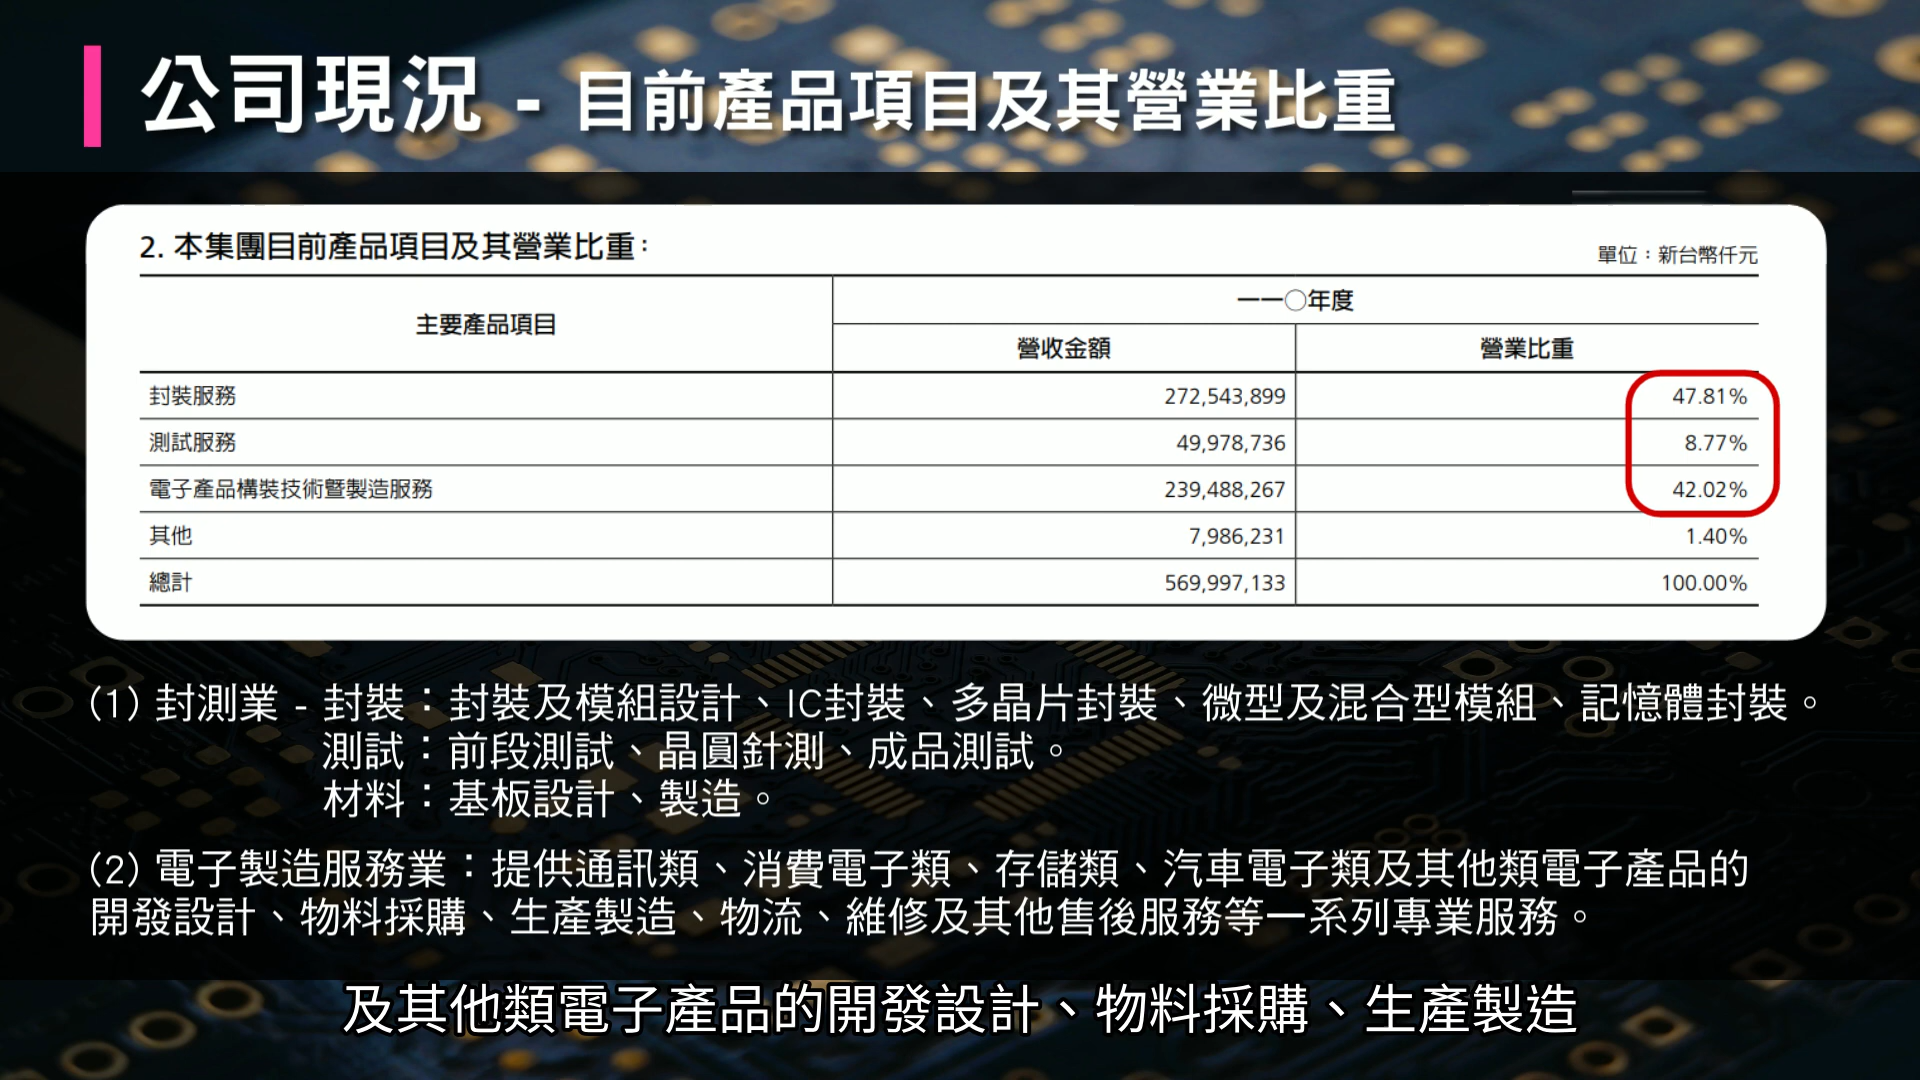 公司現況 - 目前產品項目及其營業比重
2. 本集團目前產品項目及其營業比重:
單位:新台幣仟元
主要產品項目
一一○年度
營收金額 營業比重
封裝服務 272,543,899 47.81%
測試服務 49,978,736 8.77%
電子產品構裝技術暨製造服務 239,488,267 42.02%
其他 7,986,231 1.40%
總計 569,997,133 100.00%
(1) 封測業 - 封裝:封裝及模組設計、IC封裝、多晶片封裝、微型及混合型模組、記憶體封裝。
測試:前段測試、晶圓針測、成品測試。
材料:基板設計、製造。
(2) 電子製造服務業:提供通訊類、消費電子類、存儲類、汽車電子類及其他類電子產品的
開發設計、物料採購、生產製造、物流、維修及其他售後服務等一系列專業服務。
及其他類電子產品的開發設計、物料採購、生產製造